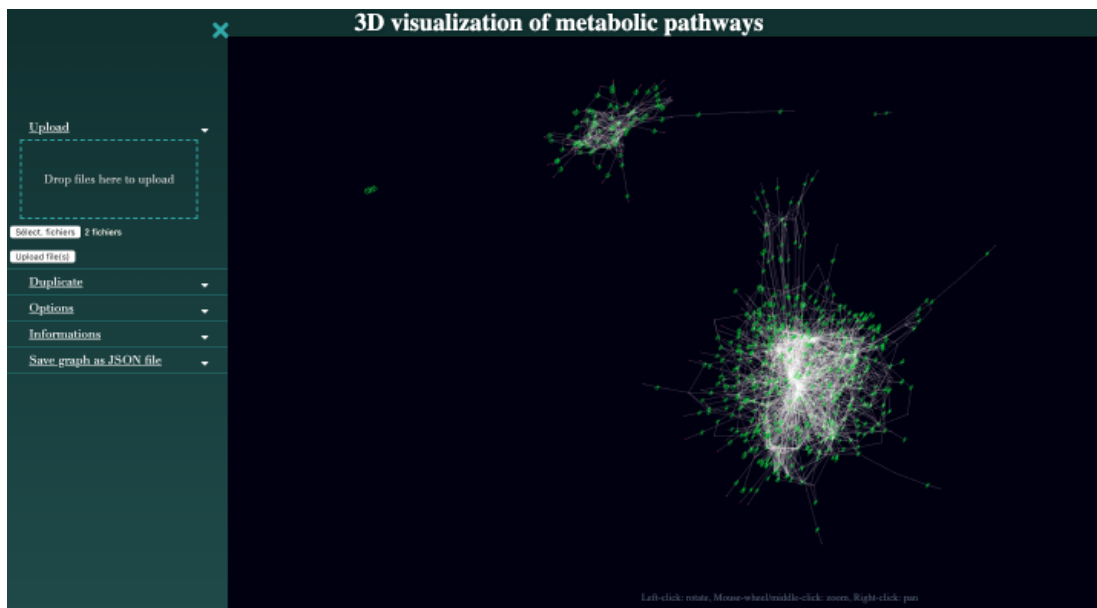 3D visualization of metabolic pathways
Upload
Drop files here to upload
Sélect. fichiers 2 fichiers
Upload file(s)
Duplicate
Options
Informations
Save graph as JSON file
Left-click: rotate, Mouse-wheel/middle-click: zoom, Right-click: pan